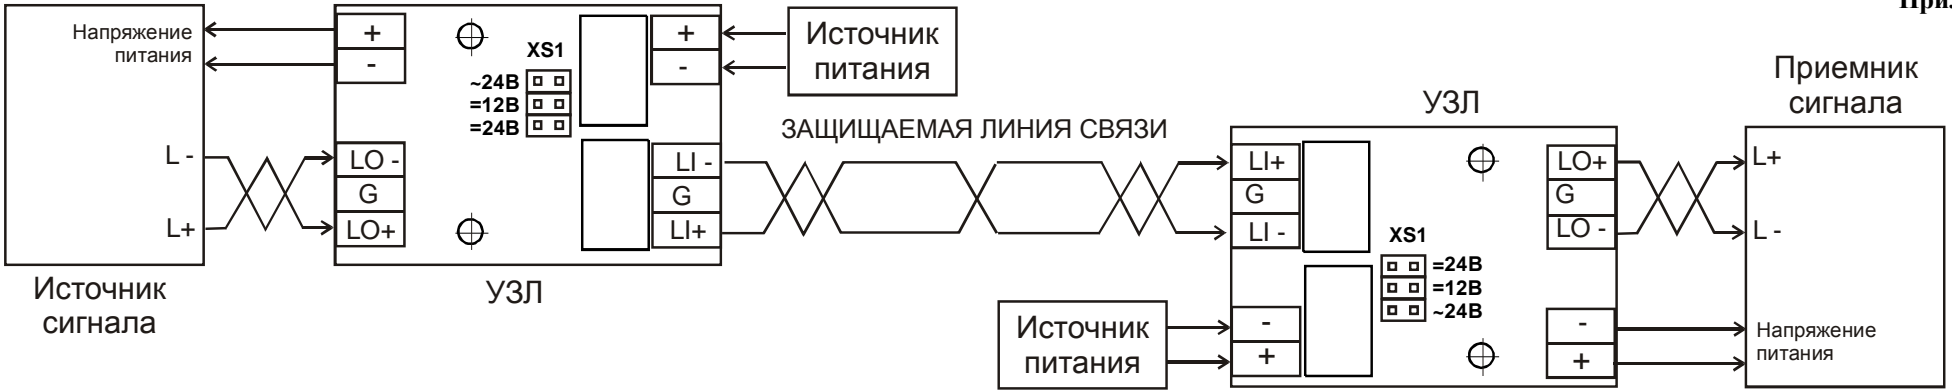 При
Напряжение
питания
+
-
XS1
~24В
=12В
=24В
+
-
Источник
питания
L -
L+
LO -
G
LO+
LI -
G
LI+
Источник
сигнала
УЗЛ
ЗАЩИЩАЕМАЯ ЛИНИЯ СВЯЗИ
УЗЛ
Приемник
сигнала
LI+
G
LI -
LO+
G
LO -
L+
L -
XS1
=24В
=12В
~24В
Источник
питания
-
+
-
+
Напряжение
питания